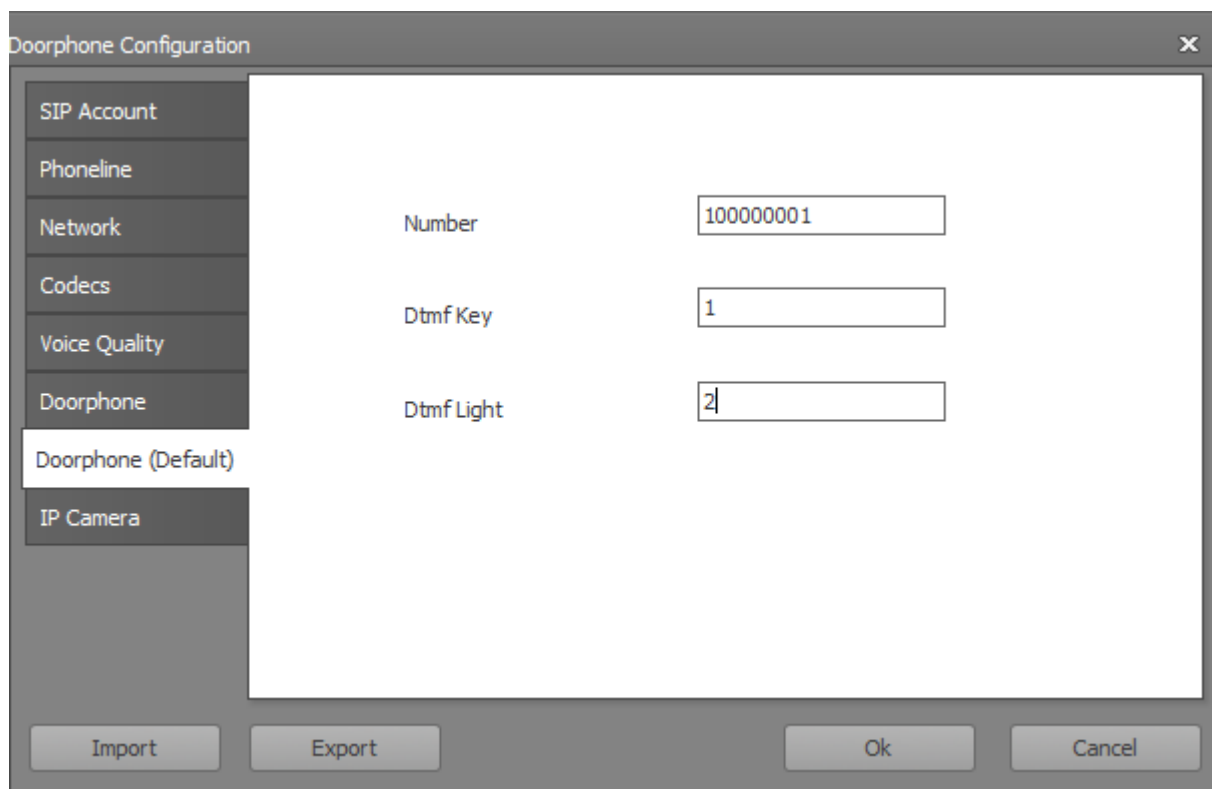 Doorphone Configuration
SIP Account
Phoneline
Network
Codecs
Voice Quality
Doorphone
Doorphone (Default)
IP Camera
Number 100000001
Dtmf Key 1
Dtmf Light 2
Import Export Ok Cancel